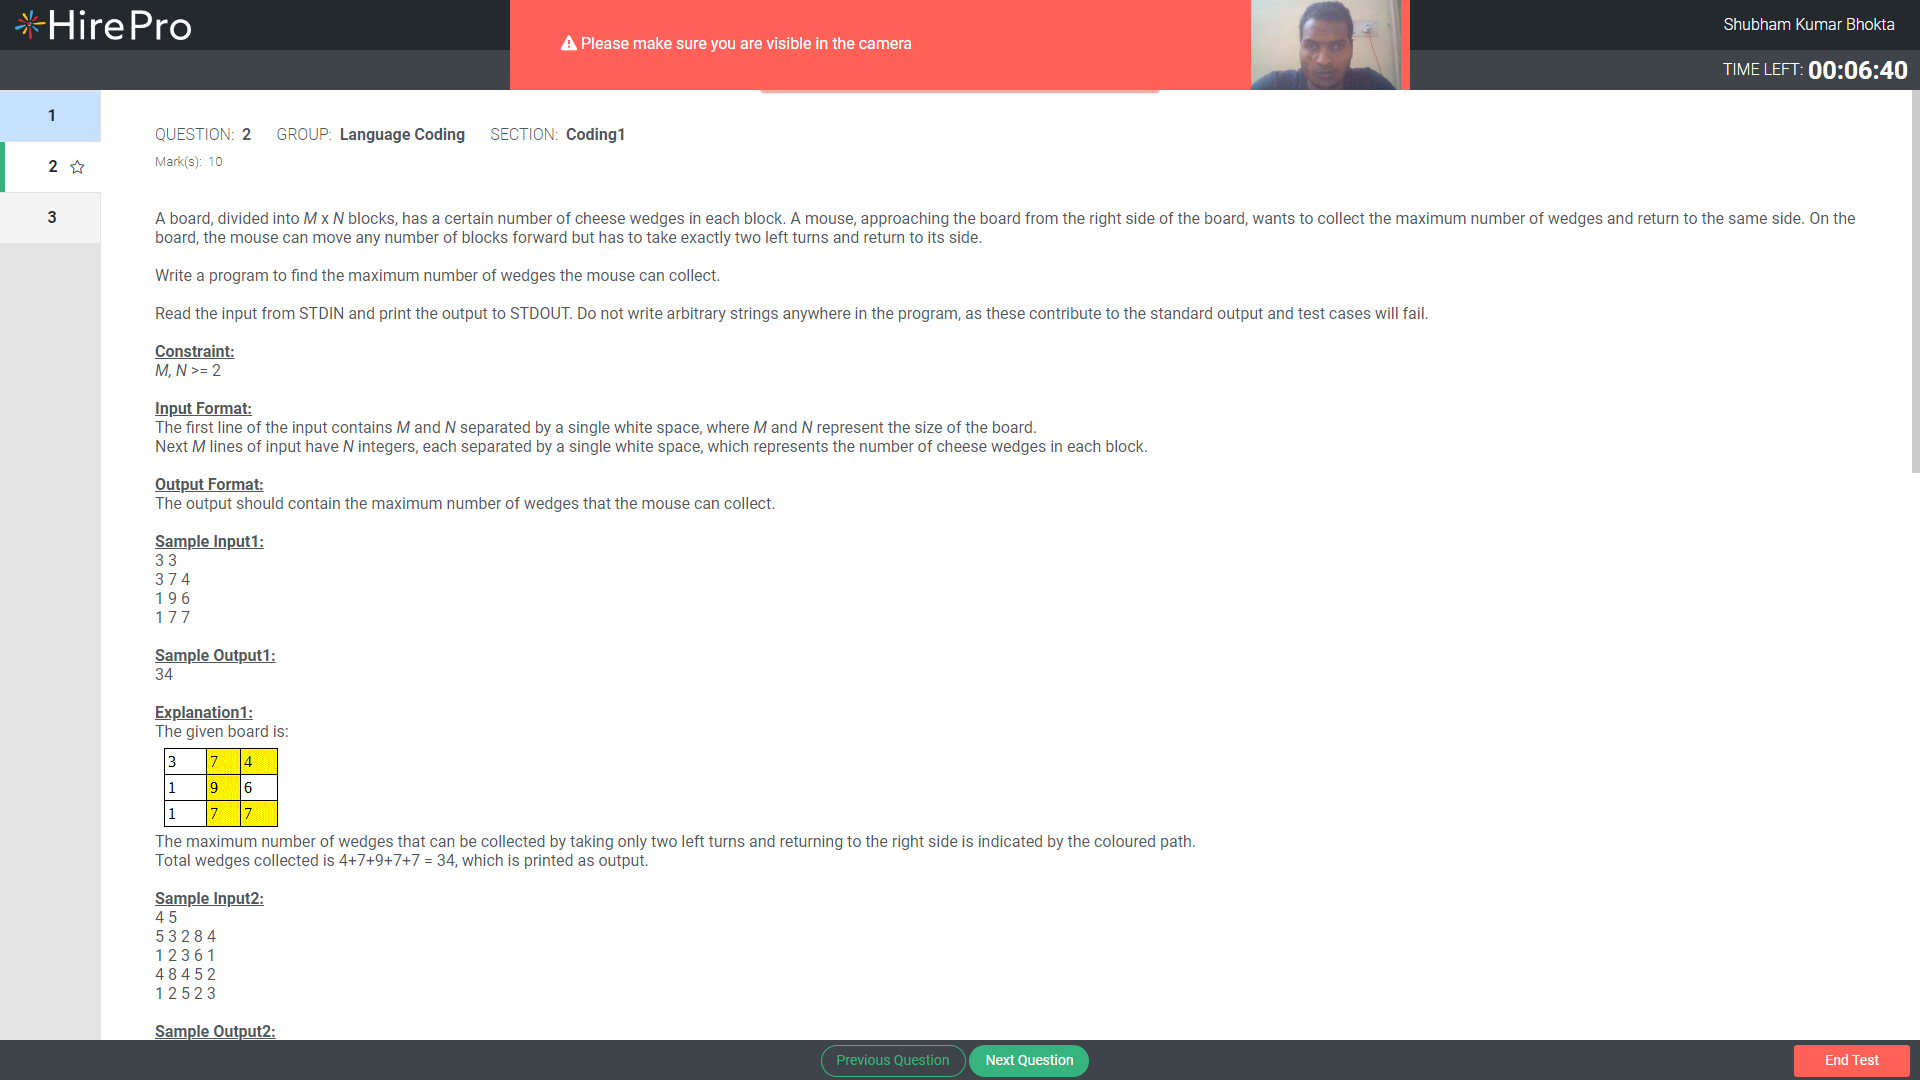 HirePro
Please make sure you are visible in the camera
Shubham Kumar Bhokta
TIME LEFT: 00:06:40
1
2
3
QUESTION: 2 GROUP: Language Coding SECTION: Coding1
Mark(s): 10
A board, divided into M x N blocks, has a certain number of cheese wedges in each block. A mouse, approaching the board from the right side of the board, wants to collect the maximum number of wedges and return to the same side. On the
board, the mouse can move any number of blocks forward but has to take exactly two left turns and return to its side.
Write a program to find the maximum number of wedges the mouse can collect.
Read the input from STDIN and print the output to STDOUT. Do not write arbitrary strings anywhere in the program, as these contribute to the standard output and test cases will fail.
Constraint:
M, N >= 2
Input Format:
The first line of the input contains M and N separated by a single white space, where M and N represent the size of the board.
Next M lines of input have N integers, each separated by a single white space, which represents the number of cheese wedges in each block.
Output Format:
The output should contain the maximum number of wedges that the mouse can collect.
Sample Input1:
3 3
3 7 4
1 9 6
1 7 7
Sample Output1:
34
Explanation1:
The given board is:
3 7 4
1 9 6
1 7 7
The maximum number of wedges that can be collected by taking only two left turns and returning to the right side is indicated by the coloured path.
Total wedges collected is 4+7+9+7+7 = 34, which is printed as output.
Sample Input2:
4 5
5 3 2 8 4
1 2 3 6 1
4 8 4 5 2
1 2 5 2 3
Sample Output2:
Previous Question
Next Question
End Test